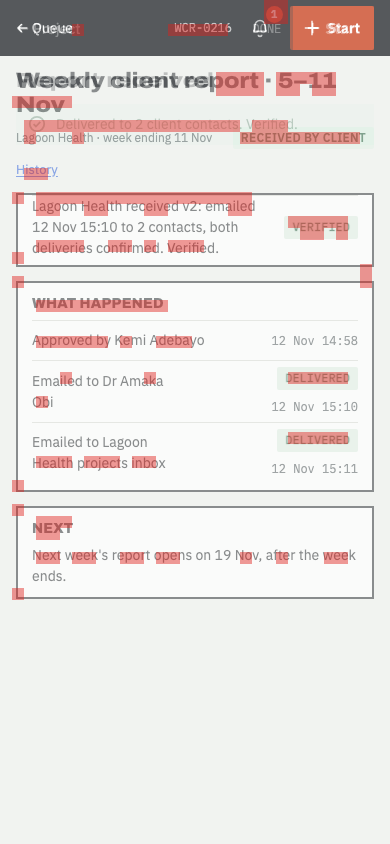 Queue
WCR-0216
1
Start
Weekly client report · 5–11
Nov
Delivered to 2 client contacts. Verified.
Lagoon Health · week ending 11 Nov
RECEIVED BY CLIENT
History
Lagoon Health received v2: emailed
12 Nov 15:10 to 2 contacts, both
deliveries confirmed. Verified.
VERIFIED
WHAT HAPPENED
Approved by Kemi Adebayo
12 Nov 14:58
Emailed to Dr Amaka
Obi
DELIVERED
12 Nov 15:10
Emailed to Lagoon
Health projects inbox
DELIVERED
12 Nov 15:11
NEXT
Next week's report opens on 19 Nov, after the week
ends.